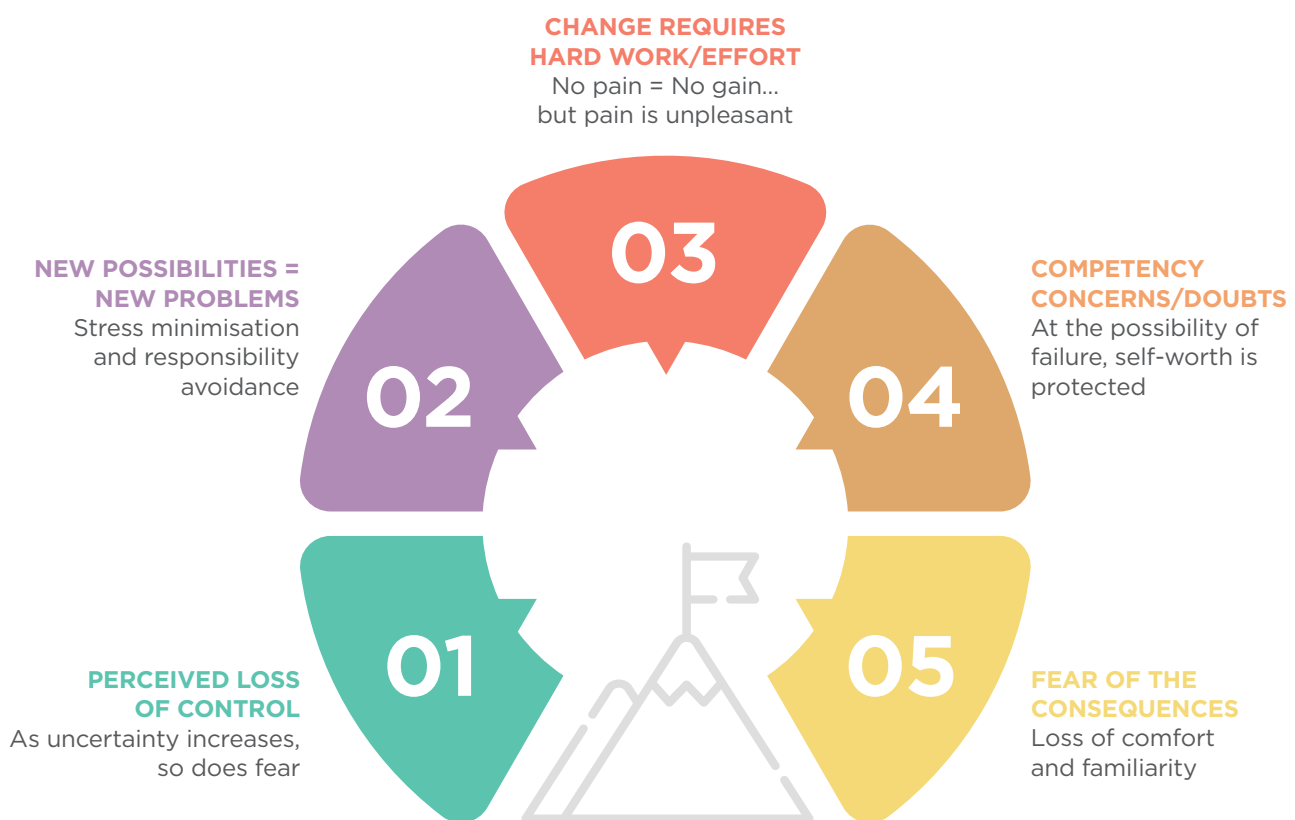 CHANGE REQUIRES
HARD WORK/EFFORT
No pain = No gain...
but pain is unpleasant
03
NEW POSSIBILITIES =
NEW PROBLEMS
Stress minimisation
and responsibility
avoidance
02
04
COMPETENCY
CONCERNS/DOUBTS
At the possibility of
failure, self-worth is
protected
01
PERCEIVED LOSS
OF CONTROL
As uncertainty increases,
so does fear
05
FEAR OF THE
CONSEQUENCES
Loss of comfort
and familiarity